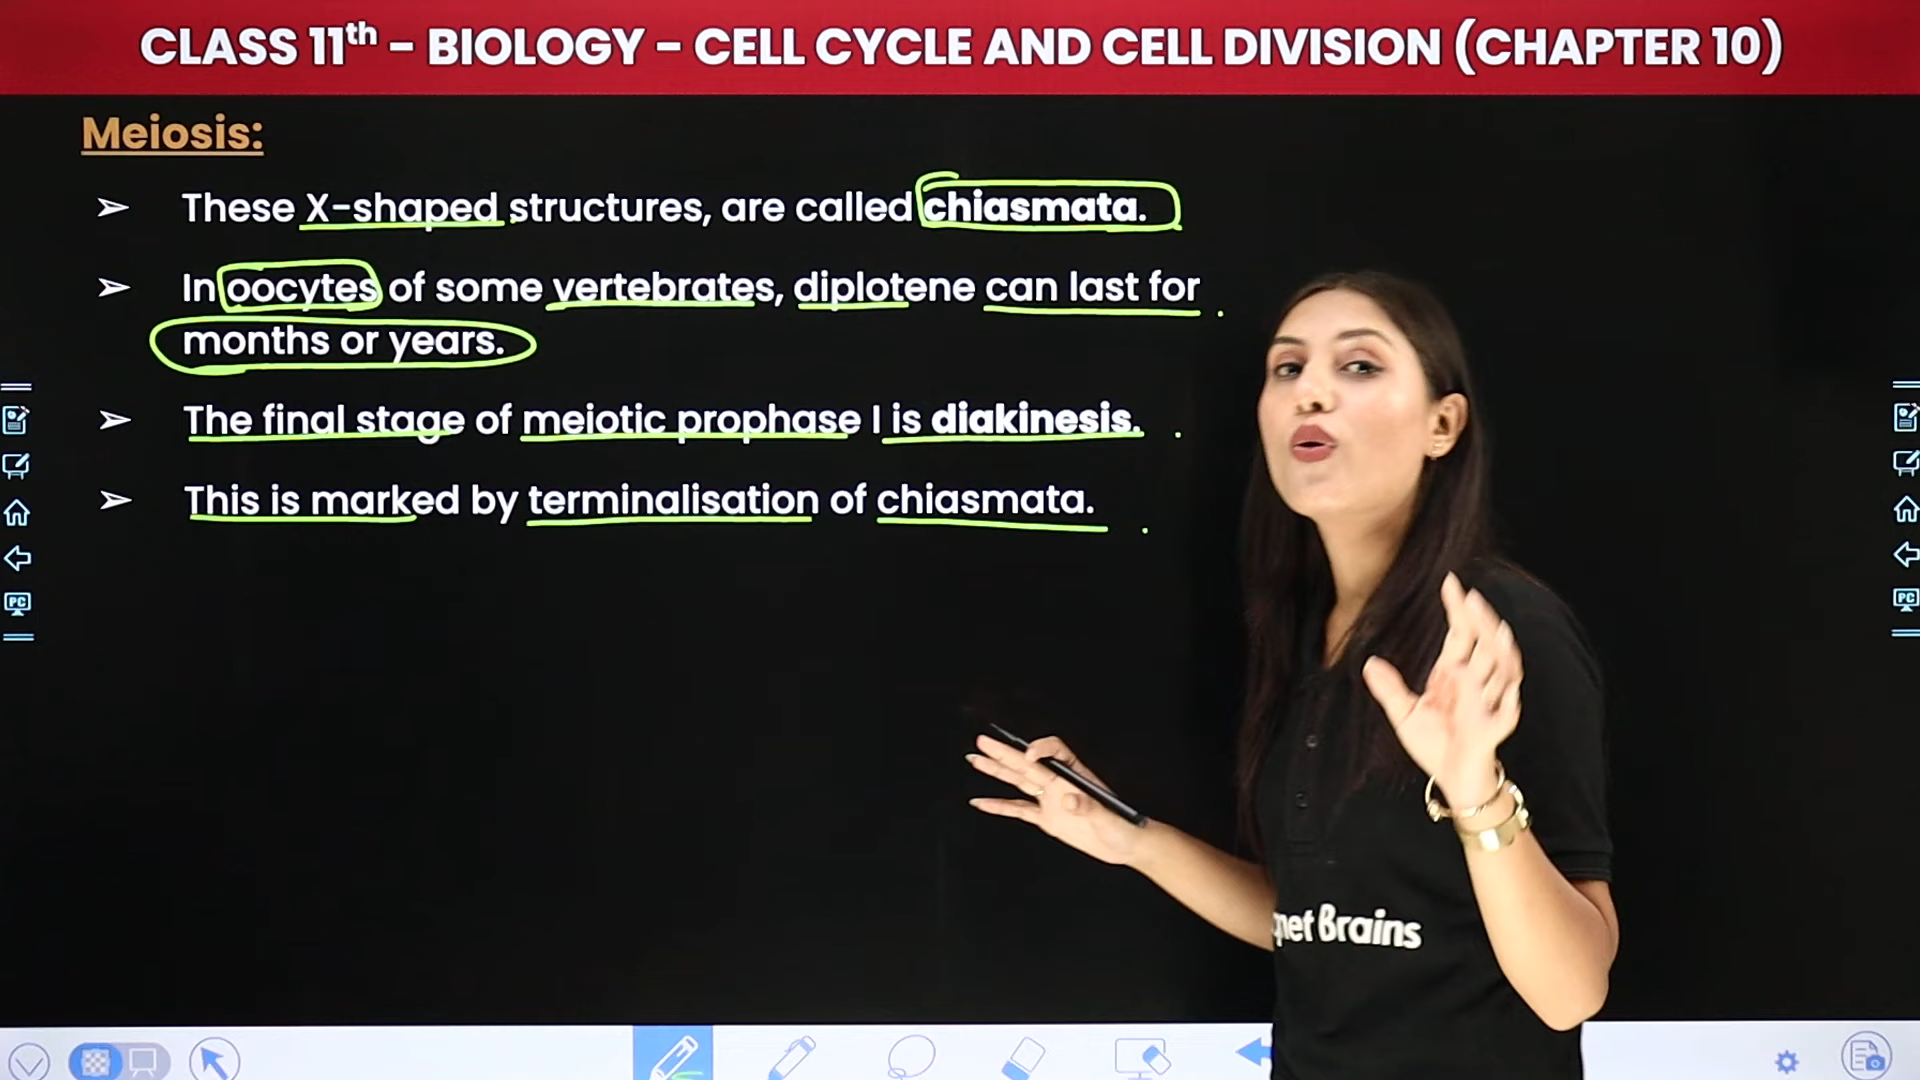 CLASS 11th – BIOLOGY – CELL CYCLE AND CELL DIVISION (CHAPTER 10)
Meiosis:
➢ These X-shaped structures, are called chiasmata.
➢ In oocytes of some vertebrates, diplotene can last for
months or years.
➢ The final stage of meiotic prophase I is diakinesis.
➢ This is marked by terminalisation of chiasmata.
PC
PC
Brains